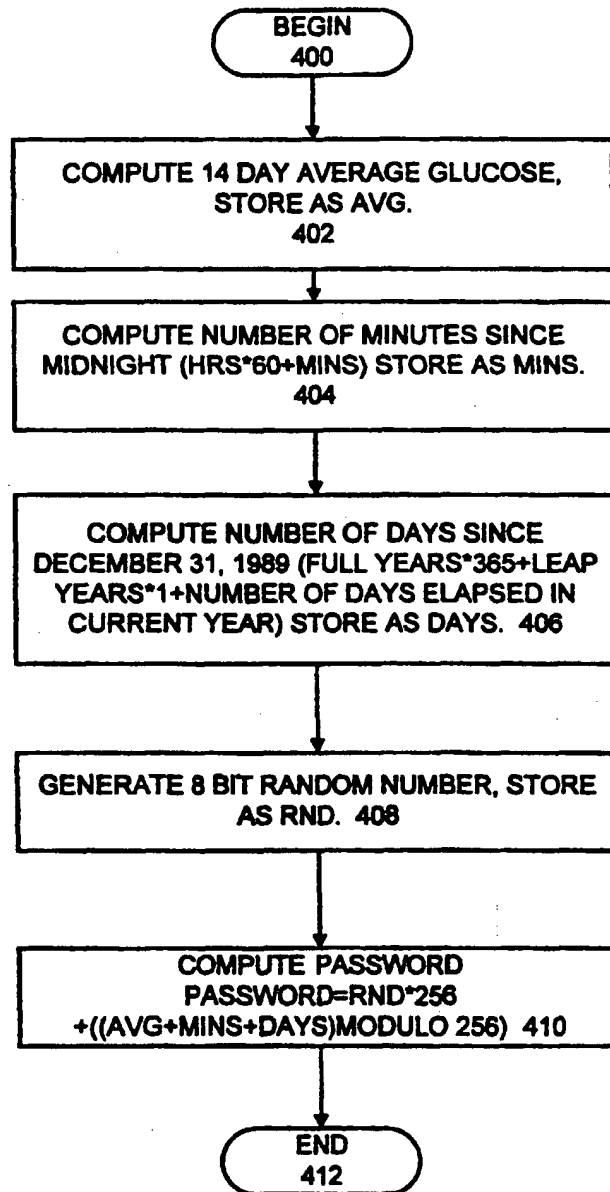 BEGIN
400
COMPUTE 14 DAY AVERAGE GLUCOSE,
STORE AS AVG.
402
COMPUTE NUMBER OF MINUTES SINCE
MIDNIGHT (HRS*60+MINS) STORE AS MINS.
404
COMPUTE NUMBER OF DAYS SINCE
DECEMBER 31, 1989 (FULL YEARS*365+LEAP
YEARS*1+NUMBER OF DAYS ELAPSED IN
CURRENT YEAR) STORE AS DAYS. 406
GENERATE 8 BIT RANDOM NUMBER, STORE
AS RND. 408
COMPUTE PASSWORD
PASSWORD=RND*256
+((AVG+MINS+DAYS)MODULO 256) 410
END
412